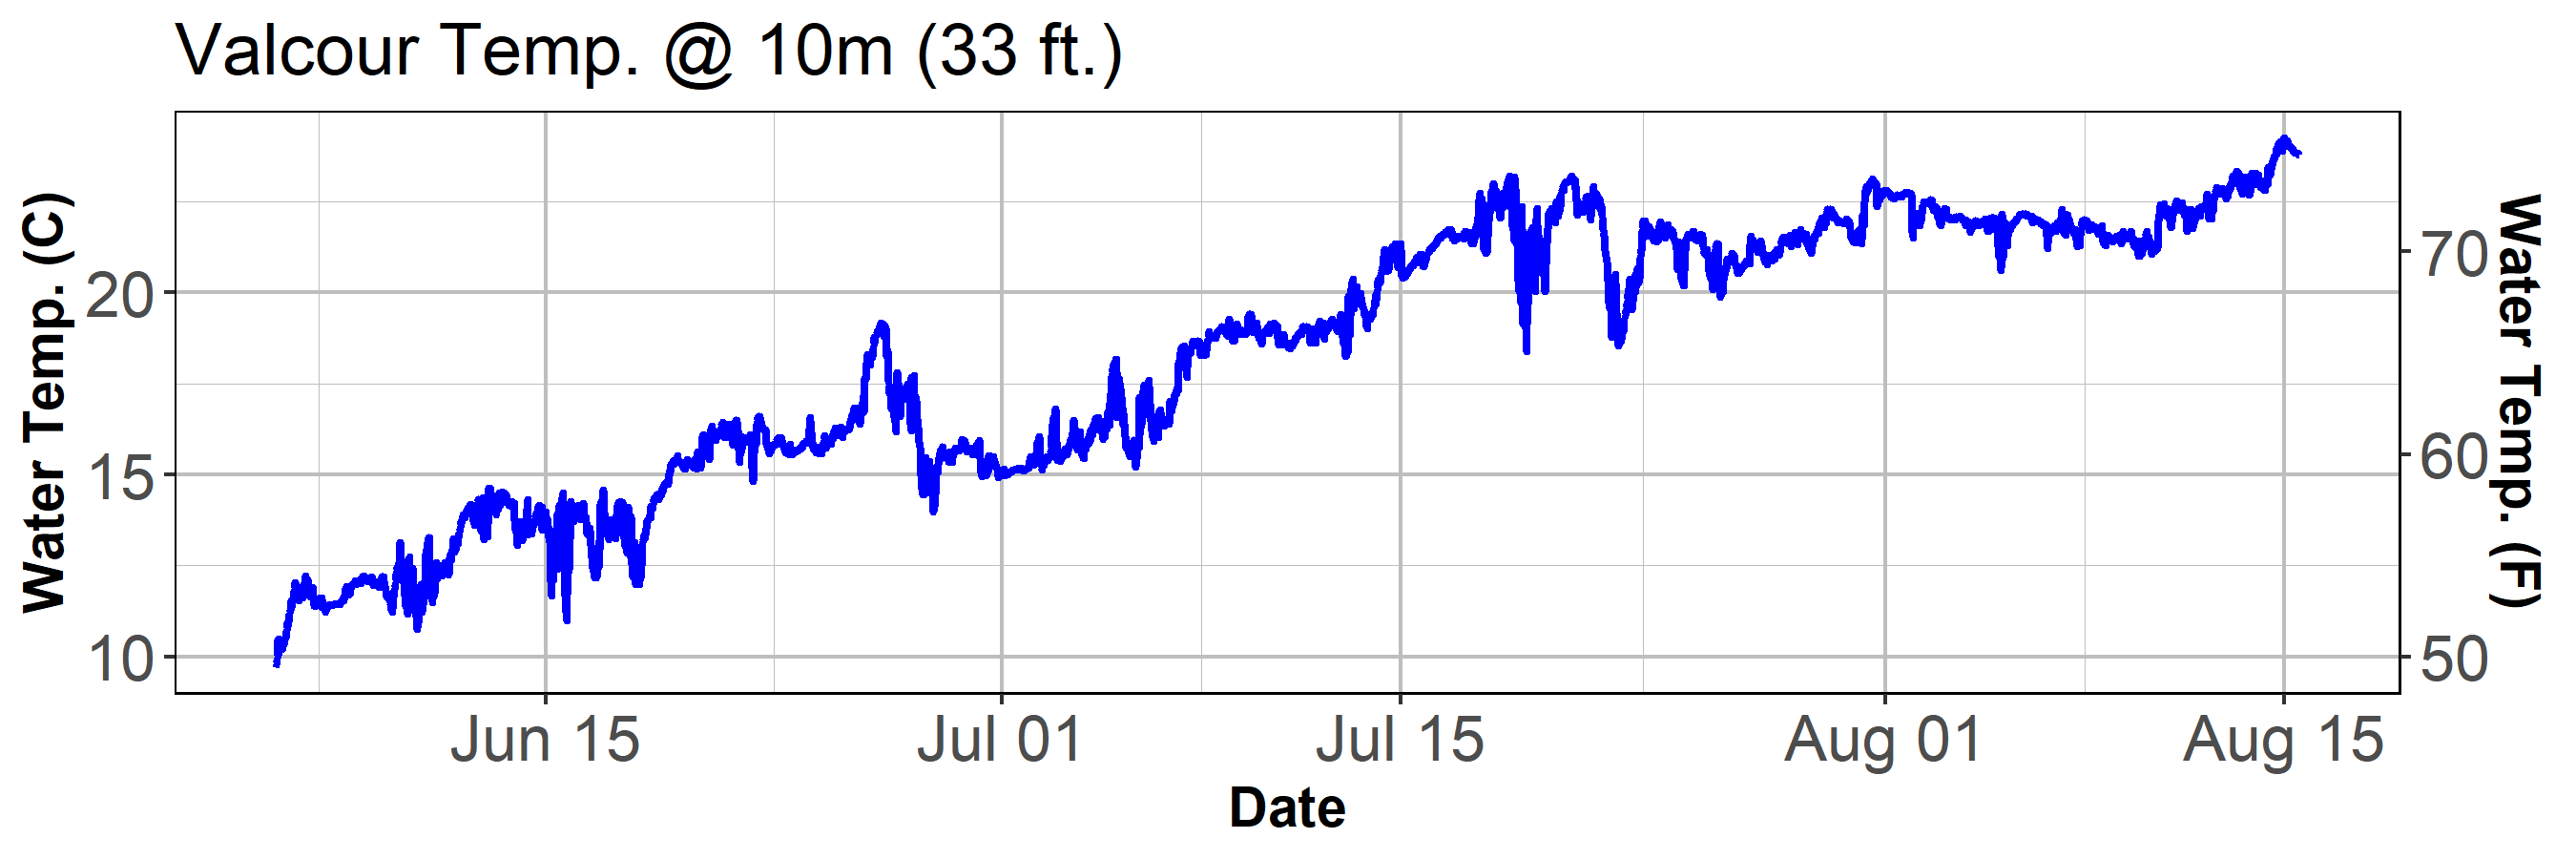 Valcour Temp. @ 10m (33 ft.)
Water Temp. (C)
20
15
10
70
60
50
Water Temp. (F)
Jun 15
Jul 01
Jul 15
Aug 01
Aug 15
Date